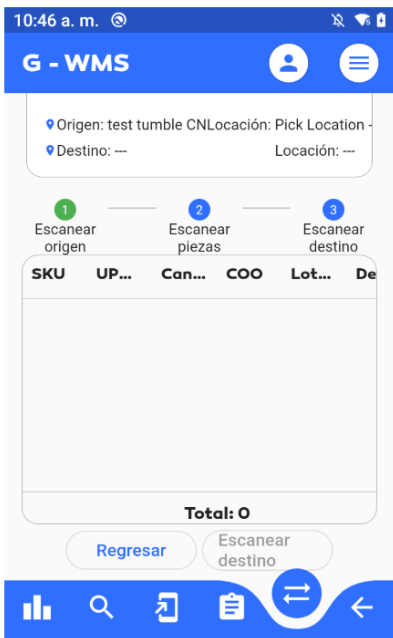 10:46 a. m.
G - WMS
Origen: test tumble CNLocación: Pick Location -
Destino: --- Locación: ---
1 2 3
Escanear origen Escanear piezas Escanear destino
SKU UP... Can... COO Lot... De
Total: 0
Regresar Escanear destino